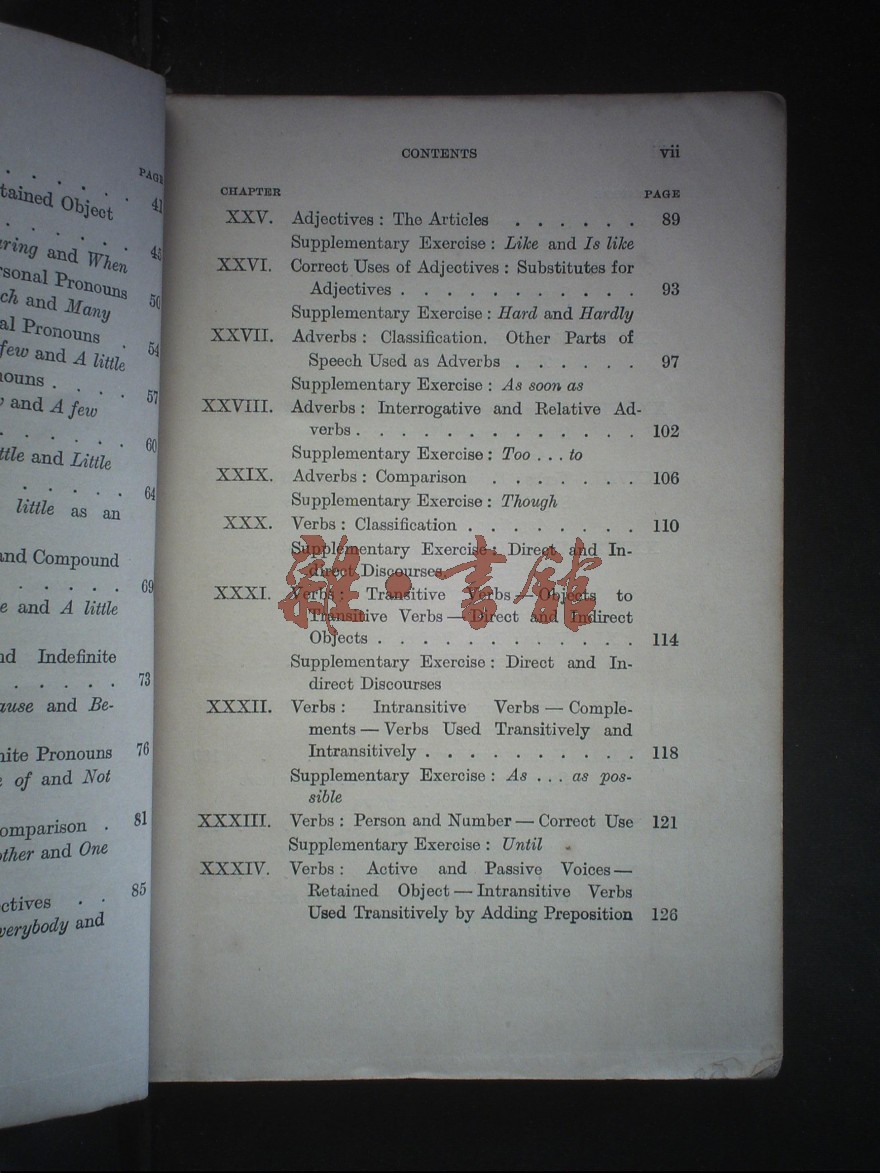 PAGE
tained Object 41
aring and When 45
rsonal Pronouns
ch and Many 50
al Pronouns
few and A little 54
nouns
and A few 57
ttle and Little 60
little as an 64
and Compound
e and A little 69
nd Indefinite
73
ause and Be-
nite Pronouns 76
of and Not
omparison 81
other and One
ctives 85
verybody and
CONTENTS vii
CHAPTER PAGE
XXV. Adjectives : The Articles . . . . . 89
Supplementary Exercise : Like and Is like
XXVI. Correct Uses of Adjectives : Substitutes for
Adjectives . . . . . . . . . . . 93
Supplementary Exercise : Hard and Hardly
XXVII. Adverbs : Classification. Other Parts of
Speech Used as Adverbs . . . . . . 97
Supplementary Exercise : As soon as
XXVIII. Adverbs : Interrogative and Relative Ad-
verbs . . . . . . . . . . . . . 102
Supplementary Exercise : Too . . . to
XXIX. Adverbs : Comparison . . . . . . . 106
Supplementary Exercise : Though
XXX. Verbs : Classification . . . . . . . . 110
Supplementary Exercise : Direct and In-
direct Discourses
XXXI. Verbs : Transitive Verbs — Objects to
Transitive Verbs — Direct and Indirect
Objects . . . . . . . . . . . . 114
Supplementary Exercise : Direct and In-
direct Discourses
XXXII. Verbs : Intransitive Verbs — Comple-
ments — Verbs Used Transitively and
Intransitively . . . . . . . . . . 118
Supplementary Exercise : As . . . as pos-
sible
XXXIII. Verbs : Person and Number — Correct Use 121
Supplementary Exercise : Until
XXXIV. Verbs : Active and Passive Voices —
Retained Object — Intransitive Verbs
Used Transitively by Adding Preposition 126
雜·書館